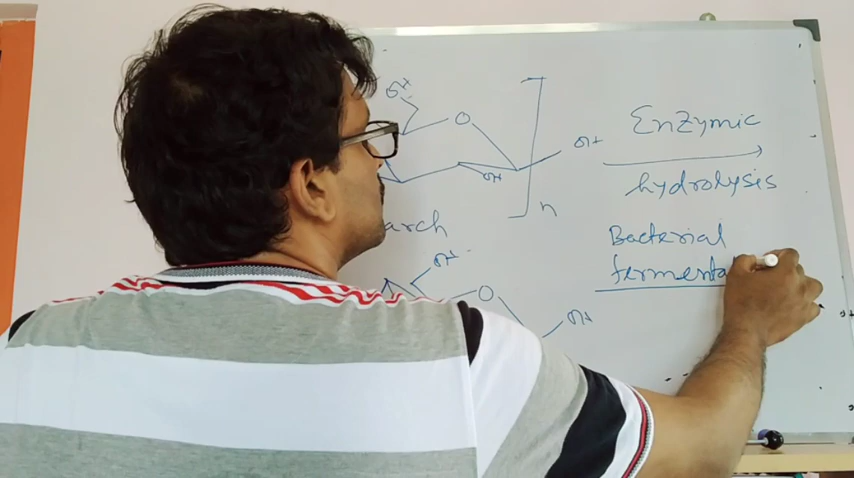 OH
O
OH
OH
n
Enzymic
hydrolysis
arch
Bacterial
fermenta
OH
O
OH